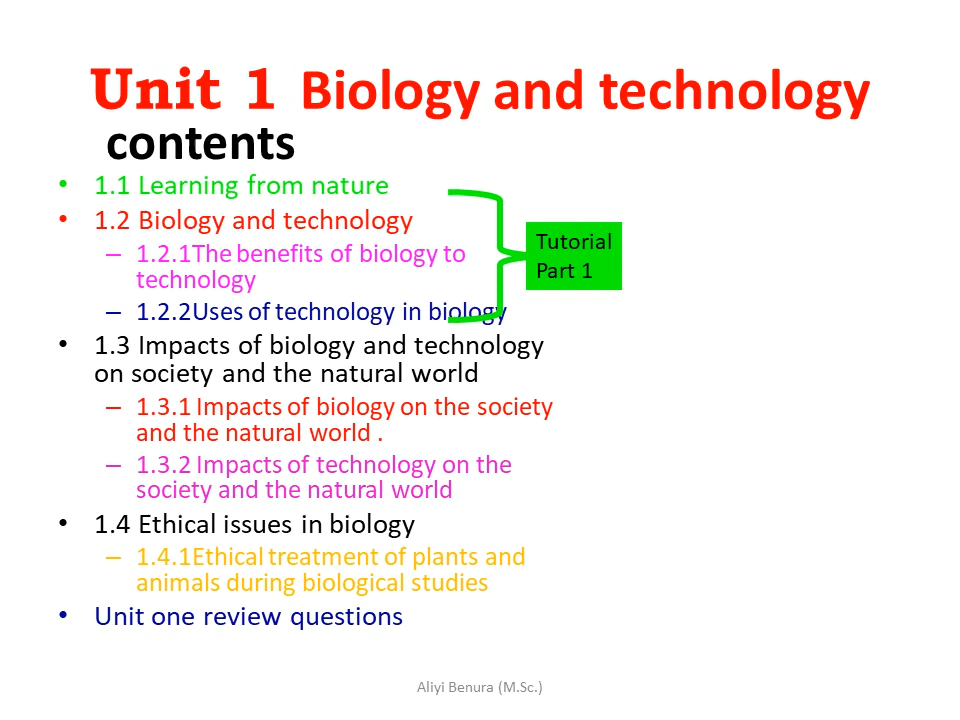 Unit 1 Biology and technology
contents
• 1.1 Learning from nature
• 1.2 Biology and technology
– 1.2.1The benefits of biology to
technology
– 1.2.2Uses of technology in biology
Tutorial
Part 1
• 1.3 Impacts of biology and technology
on society and the natural world
– 1.3.1 Impacts of biology on the society
and the natural world .
– 1.3.2 Impacts of technology on the
society and the natural world
• 1.4 Ethical issues in biology
– 1.4.1Ethical treatment of plants and
animals during biological studies
• Unit one review questions
Aliyi Benura (M.Sc.)